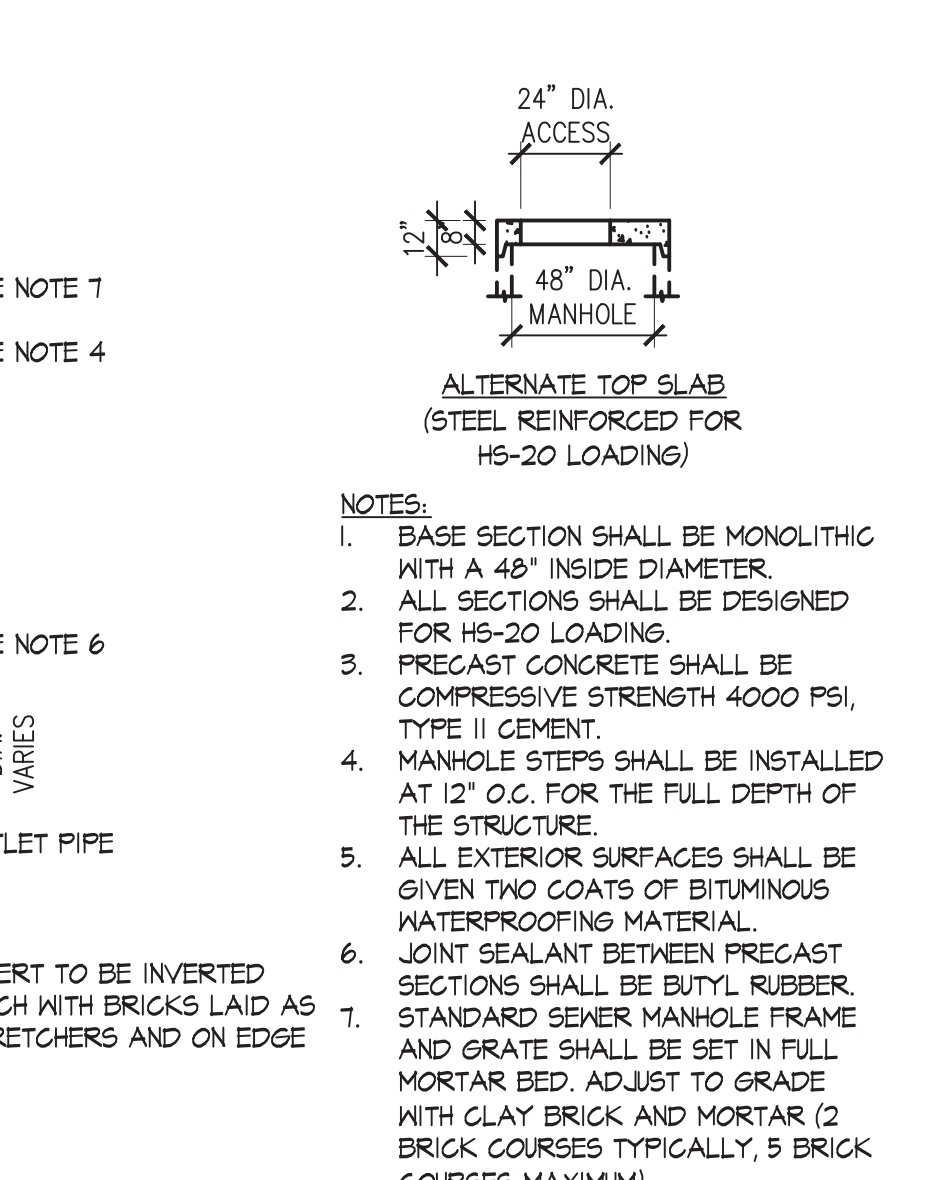 24” DIA.
ACCESS
12”
8”
48” DIA.
MANHOLE
ALTERNATE TOP SLAB
(STEEL REINFORCED FOR
HS-20 LOADING)
NOTE 7
NOTE 4
NOTE 6
VARIES
PIPE
TO BE INVERTED
WITH BRICKS LAID AS
AND ON EDGE
NOTES:
1. BASE SECTION SHALL BE MONOLITHIC
WITH A 48" INSIDE DIAMETER.
2. ALL SECTIONS SHALL BE DESIGNED
FOR HS-20 LOADING.
3. PRECAST CONCRETE SHALL BE
COMPRESSIVE STRENGTH 4000 PSI,
TYPE II CEMENT.
4. MANHOLE STEPS SHALL BE INSTALLED
AT 12" O.C. FOR THE FULL DEPTH OF
THE STRUCTURE.
5. ALL EXTERIOR SURFACES SHALL BE
GIVEN TWO COATS OF BITUMINOUS
WATERPROOFING MATERIAL.
6. JOINT SEALANT BETWEEN PRECAST
SECTIONS SHALL BE BUTYL RUBBER.
7. STANDARD SEWER MANHOLE FRAME
AND GRATE SHALL BE SET IN FULL
MORTAR BED. ADJUST TO GRADE
WITH CLAY BRICK AND MORTAR (2
BRICK COURSES TYPICALLY, 5 BRICK
COURSES MAXIMUM)